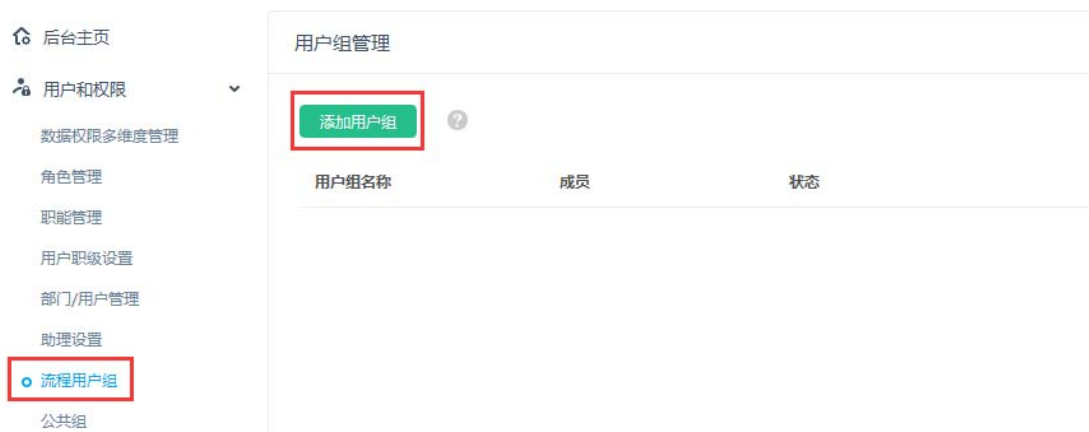 后台主页
用户和权限
数据权限多维度管理
角色管理
职能管理
用户职级设置
部门/用户管理
助理设置
流程用户组
公共组
用户组管理
添加用户组 ?
用户组名称 成员 状态